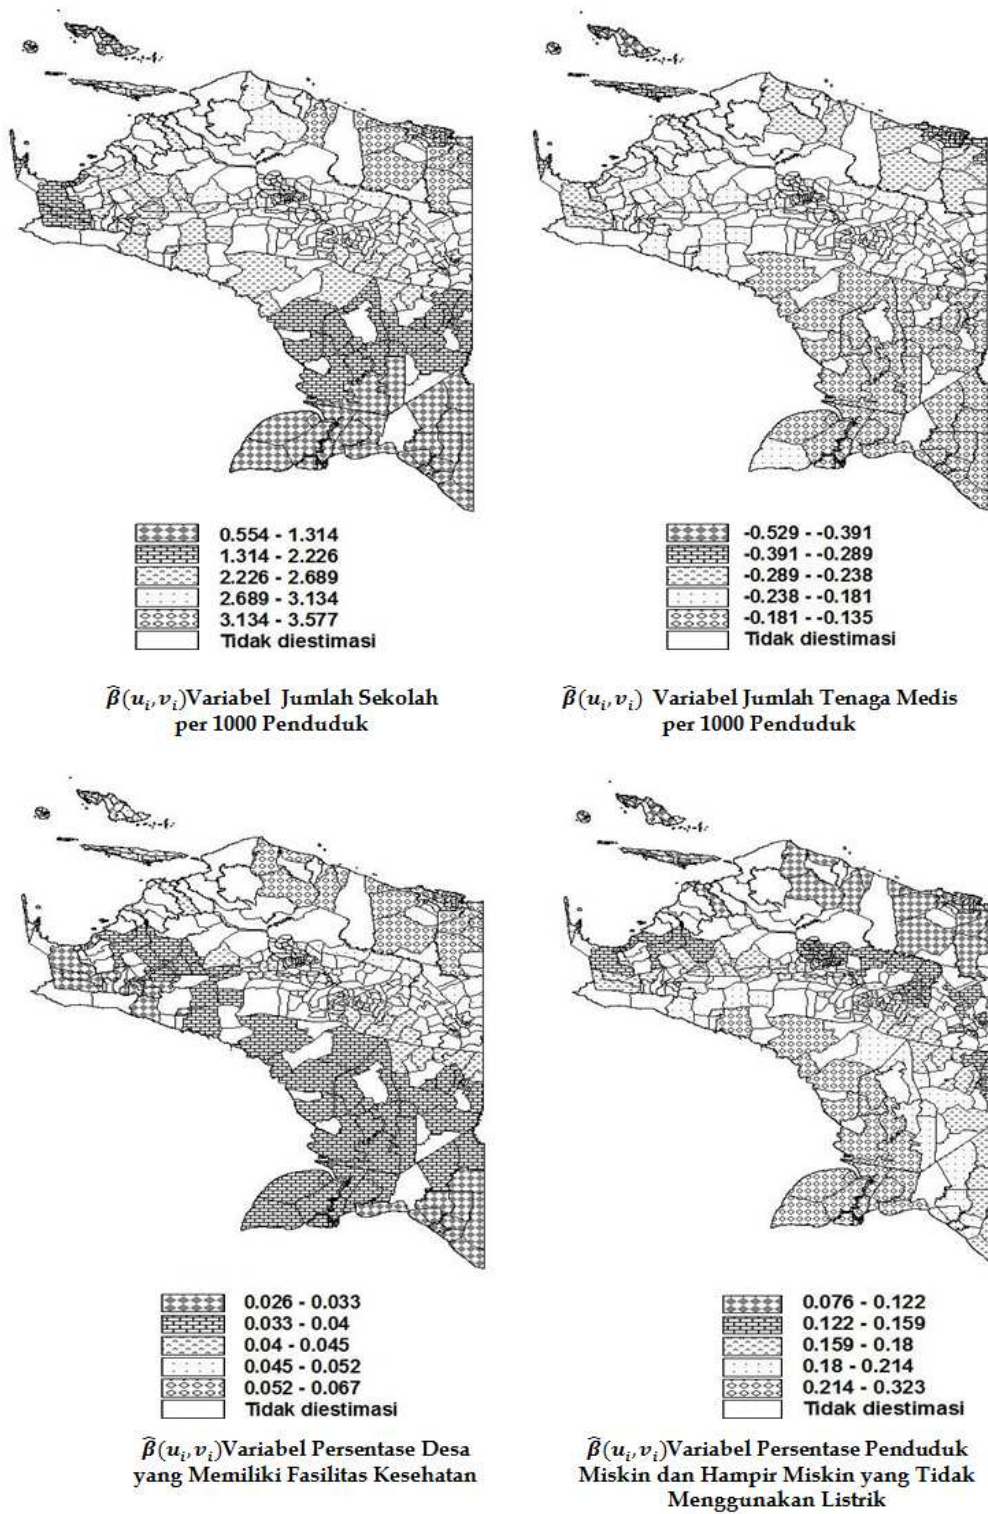 0.554 - 1.314
1.314 - 2.226
2.226 - 2.689
2.689 - 3.134
3.134 - 3.577
Tidak diestimasi
β̂(uᵢ,vᵢ)Variabel Jumlah Sekolah
per 1000 Penduduk
-0.529 - -0.391
-0.391 - -0.289
-0.289 - -0.238
-0.238 - -0.181
-0.181 - -0.135
Tidak diestimasi
β̂(uᵢ,vᵢ) Variabel Jumlah Tenaga Medis
per 1000 Penduduk
0.026 - 0.033
0.033 - 0.04
0.04 - 0.045
0.045 - 0.052
0.052 - 0.067
Tidak diestimasi
β̂(uᵢ,vᵢ)Variabel Persentase Desa
yang Memiliki Fasilitas Kesehatan
0.076 - 0.122
0.122 - 0.159
0.159 - 0.18
0.18 - 0.214
0.214 - 0.323
Tidak diestimasi
β̂(uᵢ,vᵢ)Variabel Persentase Penduduk
Miskin dan Hampir Miskin yang Tidak
Menggunakan Listrik